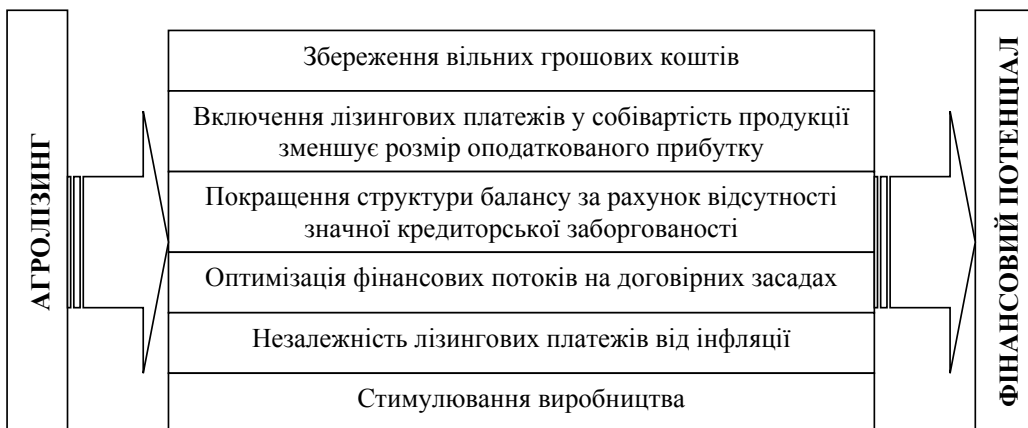 АГРОЛІЗИНГ
Збереження вільних грошових коштів
Включення лізингових платежів у собівартість продукції
зменшує розмір оподаткованого прибутку
Покращення структури балансу за рахунок відсутності
значної кредиторської заборгованості
Оптимізація фінансових потоків на договірних засадах
Незалежність лізингових платежів від інфляції
Стимулювання виробництва
ФІНАНСОВИЙ ПОТЕНЦІАЛ